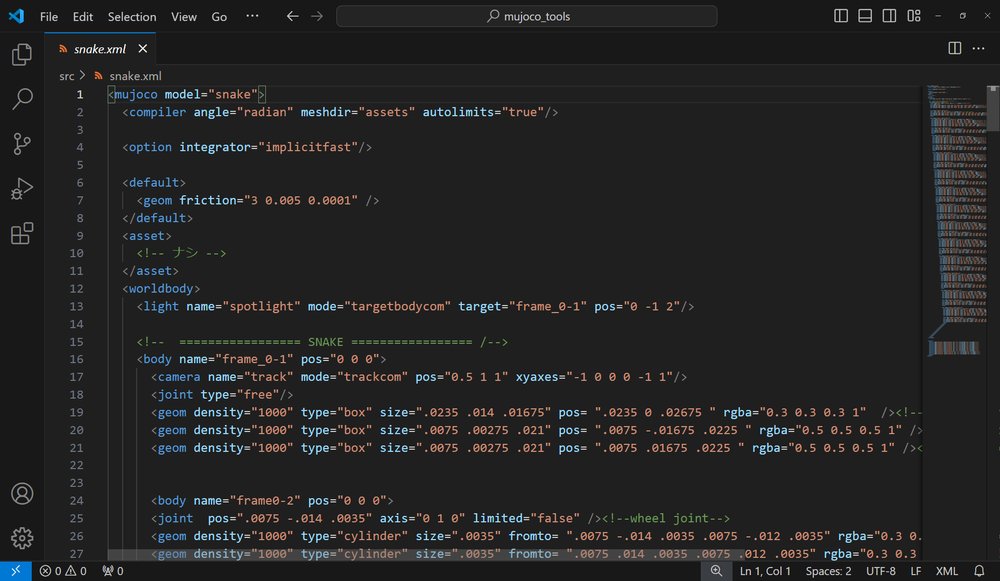 File Edit Selection View Go ··· mujoco_tools
snake.xml
src > snake.xml
1 <mujoco model="snake">
2 <compiler angle="radian" meshdir="assets" autolimits="true"/>
3
4 <option integrator="implicitfast"/>
5
6 <default>
7 <geom friction="3 0.005 0.0001" />
8 </default>
9 <asset>
10 <!-- ナシ -->
11 </asset>
12 <worldbody>
13 <light name="spotlight" mode="targetbodycom" target="frame_0-1" pos="0 -1 2"/>
14
15 <!--  ================= SNAKE ================= /-->
16 <body name="frame_0-1" pos="0 0 0">
17 <camera name="track" mode="trackcom" pos="0.5 1 1" xyaxes="-1 0 0 0 -1 1"/>
18 <joint type="free"/>
19 <geom density="1000" type="box" size=".0235 .014 .01675" pos= ".0235 0 .02675 " rgba="0.3 0.3 0.3 1"  /><!--
20 <geom density="1000" type="box" size=".0075 .00275 .021" pos= ".0075 -.01675 .0225 " rgba="0.5 0.5 0.5 1" />
21 <geom density="1000" type="box" size=".0075 .00275 .021" pos= ".0075 .01675 .0225 " rgba="0.5 0.5 0.5 1" /><
22
23
24 <body name="frame0-2" pos="0 0 0">
25 <joint  pos=".0075 -.014 .0035" axis="0 1 0" limited="false" /><!--wheel joint-->
26 <geom density="1000" type="cylinder" size=".0035" fromto= ".0075 -.014 .0035 .0075 -.012 .0035" rgba="0.3 0.
27 <geom density="1000" type="cylinder" size=".0035" fromto= ".0075 .014 .0035 .0075 .012 .0035" rgba="0.3 0.3
0 0 0 Ln 1, Col 1 Spaces: 2 UTF-8 LF XML